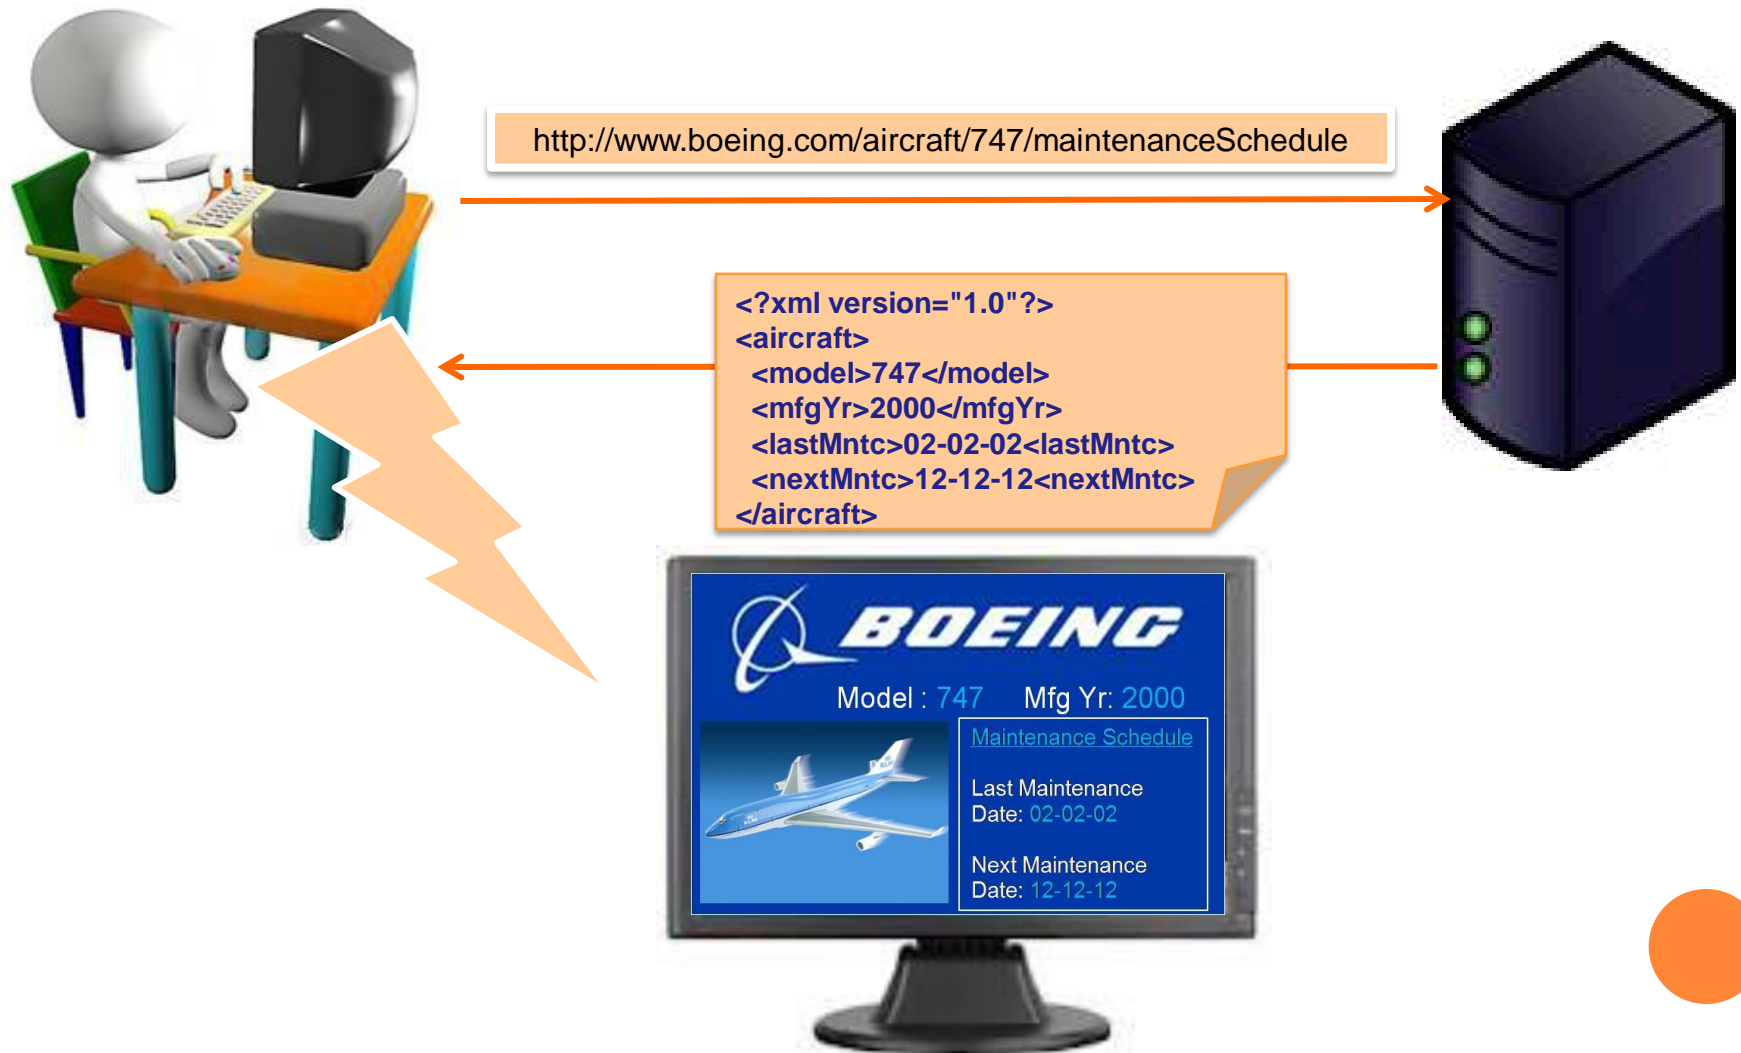 http://www.boeing.com/aircraft/747/maintenanceSchedule
<?xml version="1.0"?>
<aircraft>
<model>747</model>
<mfgYr>2000</mfgYr>
<lastMntc>02-02-02<lastMntc>
<nextMntc>12-12-12<nextMntc>
</aircraft>
BOEING
Model : 747 Mfg Yr: 2000
Maintenance Schedule
Last Maintenance
Date: 02-02-02
Next Maintenance
Date: 12-12-12